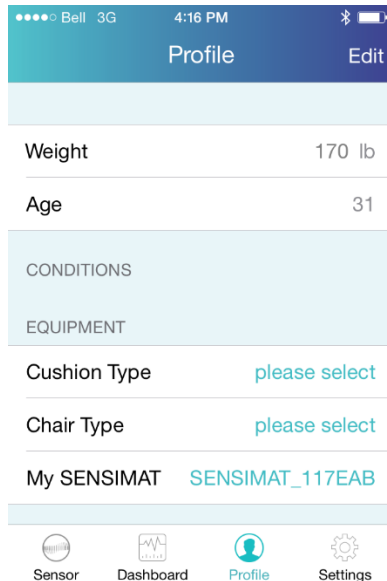 Bell 3G 4:16 PM
Profile Edit
Weight 170 lb
Age 31
CONDITIONS
EQUIPMENT
Cushion Type please select
Chair Type please select
My SENSIMAT SENSIMAT_117EAB
Sensor Dashboard Profile Settings